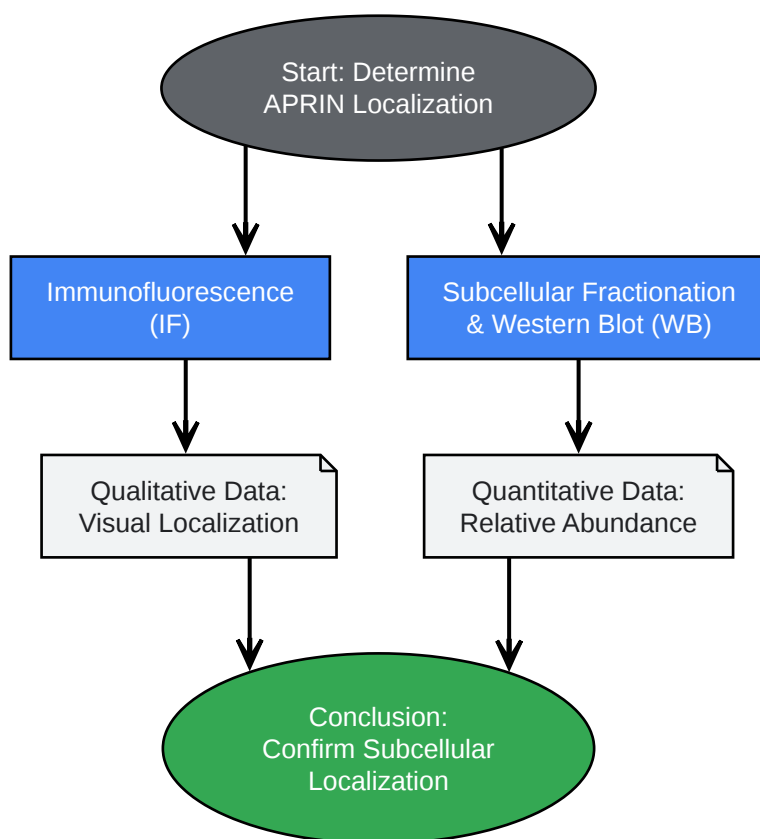 Start: Determine
APRIN Localization
Immunofluorescence
(IF)
Subcellular Fractionation
& Western Blot (WB)
Qualitative Data:
Visual Localization
Quantitative Data:
Relative Abundance
Conclusion:
Confirm Subcellular
Localization